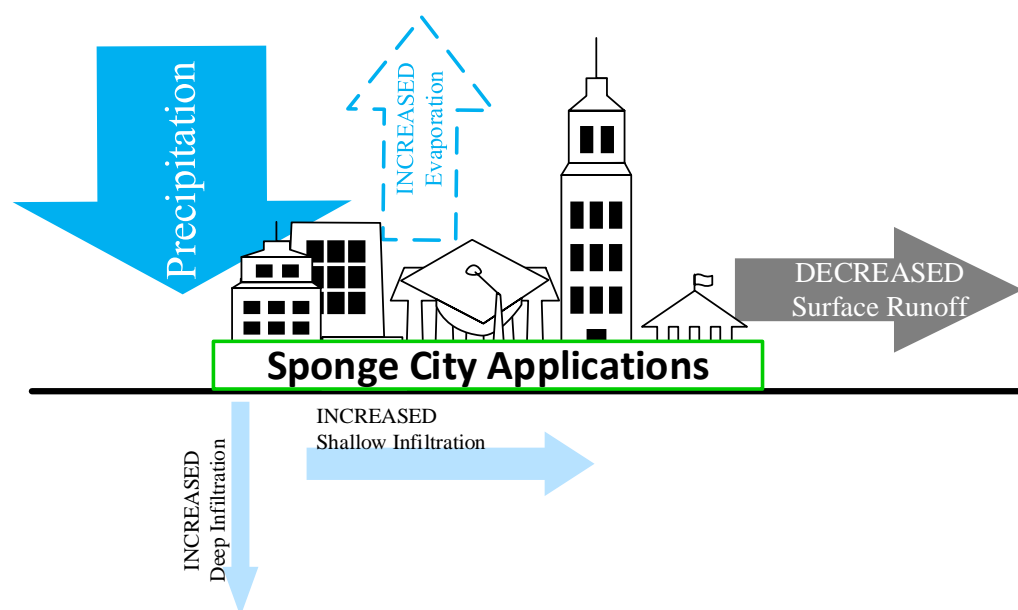 Precipitation
INCREASED
Evaporation
DECREASED
Surface Runoff
Sponge City Applications
INCREASED
Shallow Infiltration
INCREASED
Deep Infiltration